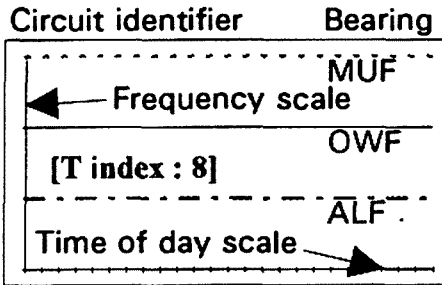 Circuit identifier Bearing
MUF
Frequency scale
OWF
[T index : 8]
ALF
Time of day scale